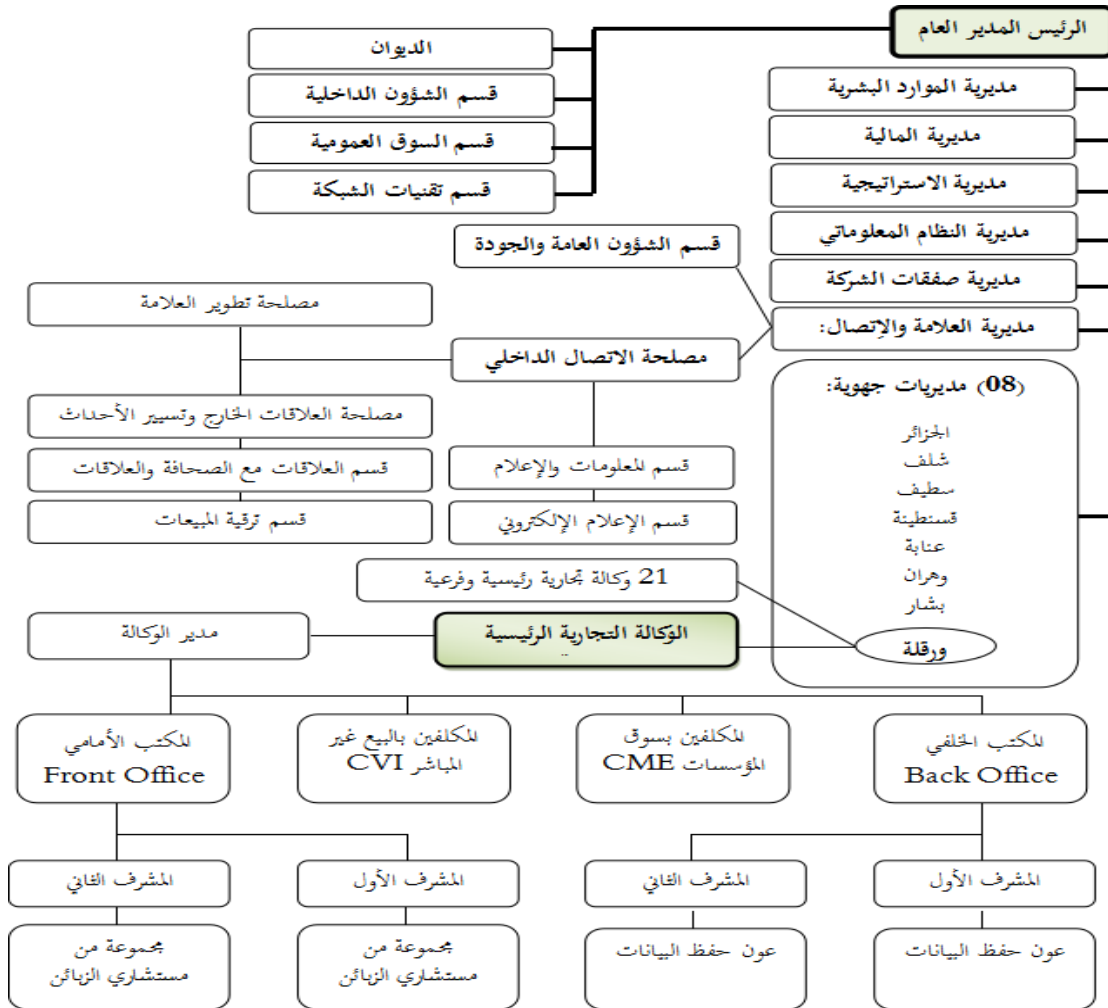 الرئيس المدير العام
الديوان
قسم الشؤون الداخلية
قسم السوق العمومية
قسم تقنيات الشبكة
مديرية الموارد البشرية
مديرية المالية
مديرية الاستراتيجية
مديرية النظام المعلوماتي
مديرية صفقات الشركة
مديرية العلامة والإتصال:
قسم الشؤون العامة والجودة
مصلحة الاتصال الداخلي
مصلحة تطوير العلامة
مصلحة العلاقات الخارج وتسيير الأحداث
قسم العلاقات مع الصحافة والعلاقات
قسم ترقية المبيعات
قسم المعلومات والإعلام
قسم الإعلام الإلكتروني
(08) مديريات جهوية:
الجزائر
شلف
سطيف
قسنطينة
عنابة
وهران
بشار
ورقلة
21 وكالة تجارية رئيسية وفرعية
الوكالة التجارية الرئيسية
مدير الوكالة
المكتب الخلفي
Back Office
المكلفين بسوق
المؤسسات CME
المكلفين بالبيع غير
المباشر CVI
المكتب الأمامي
Front Office
المشرف الأول
المشرف الثاني
المشرف الأول
المشرف الثاني
عون حفظ البيانات
عون حفظ البيانات
مجموعة من
مستشاري الزبائن
مجموعة من
مستشاري الزبائن